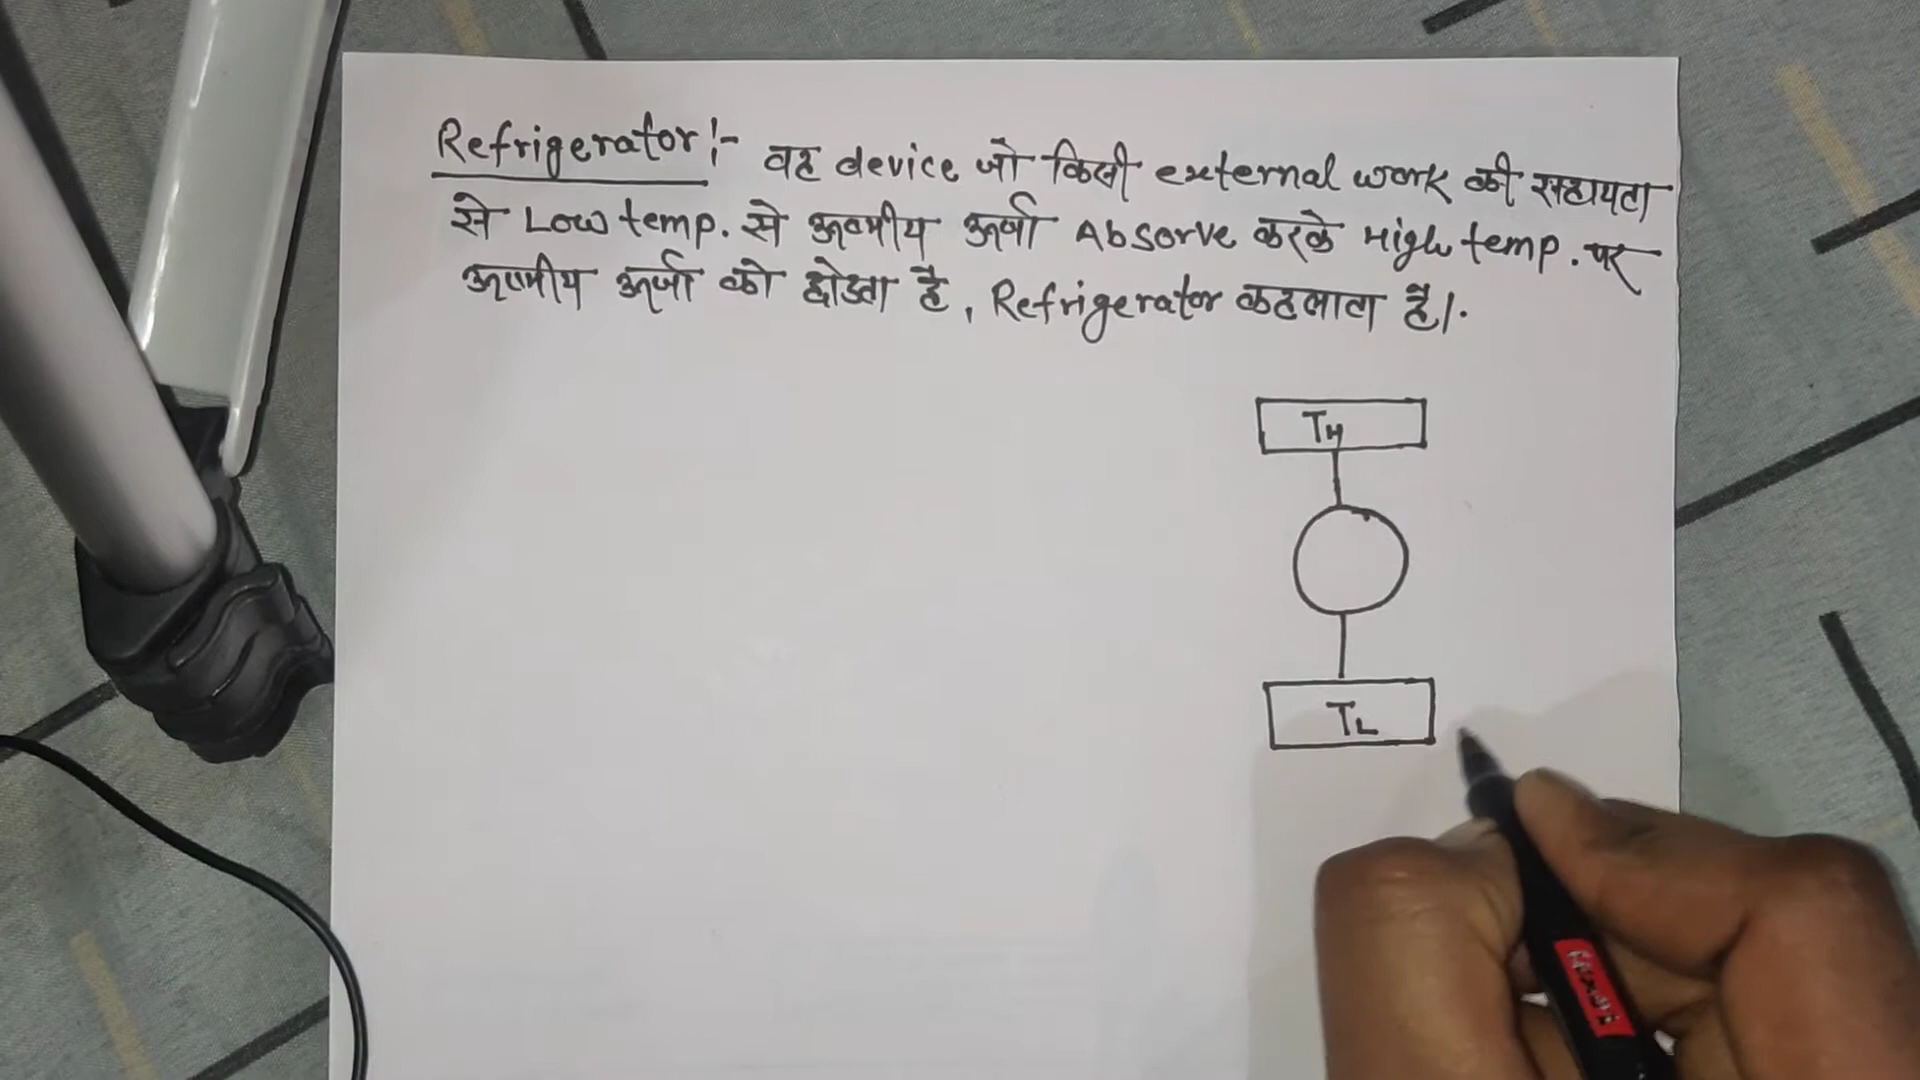 Refrigerator:- वह device जो किसी external work की सहायता
से Low temp. से ऊष्मीय ऊर्जा Absorve करके High temp. पर
ऊष्मीय ऊर्जा को छोडता है, Refrigerator कहलाता है।.
TH
TL